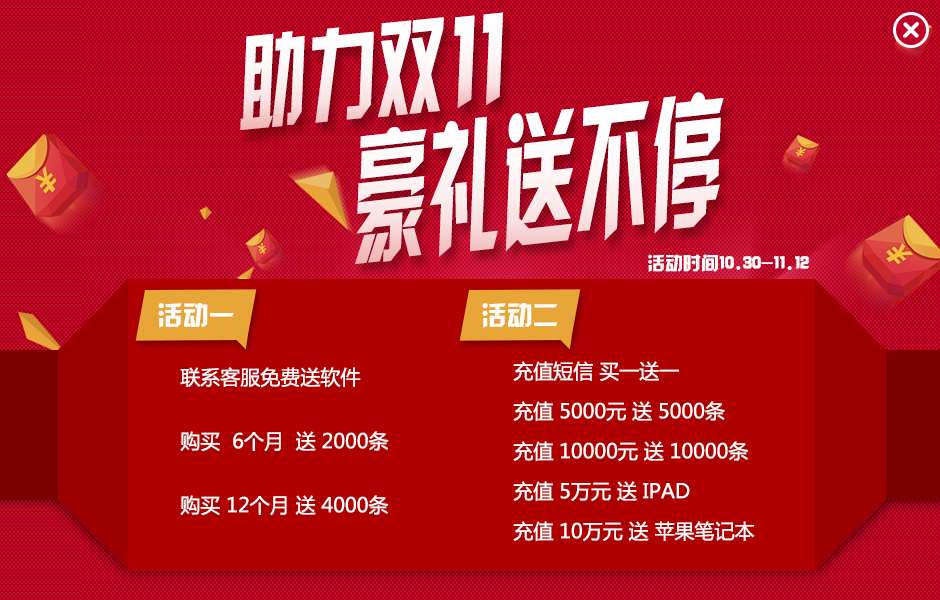 助力双11
豪礼送不停
活动时间10.30-11.12
活动一
联系客服免费送软件
购买 6个月 送 2000条
购买 12个月 送 4000条
活动二
充值短信 买一送一
充值 5000元 送 5000条
充值 10000元 送 10000条
充值 5万元 送 IPAD
充值 10万元 送 苹果笔记本